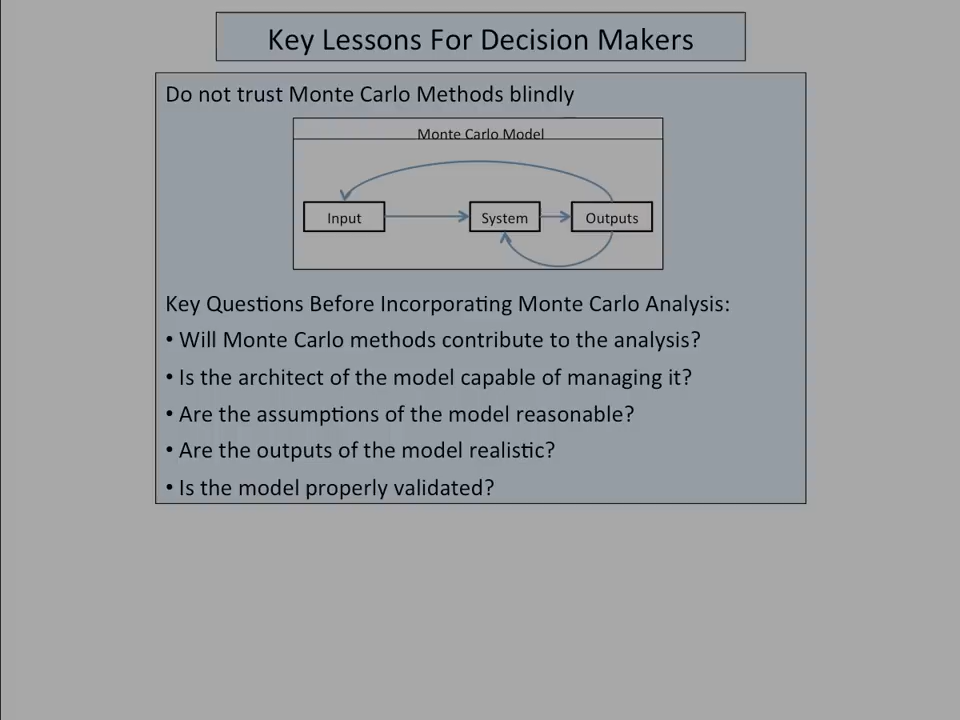 Key Lessons For Decision Makers
Do not trust Monte Carlo Methods blindly
Monte Carlo Model
Input
System
Outputs
Key Questions Before Incorporating Monte Carlo Analysis:
• Will Monte Carlo methods contribute to the analysis?
• Is the architect of the model capable of managing it?
• Are the assumptions of the model reasonable?
• Are the outputs of the model realistic?
• Is the model properly validated?